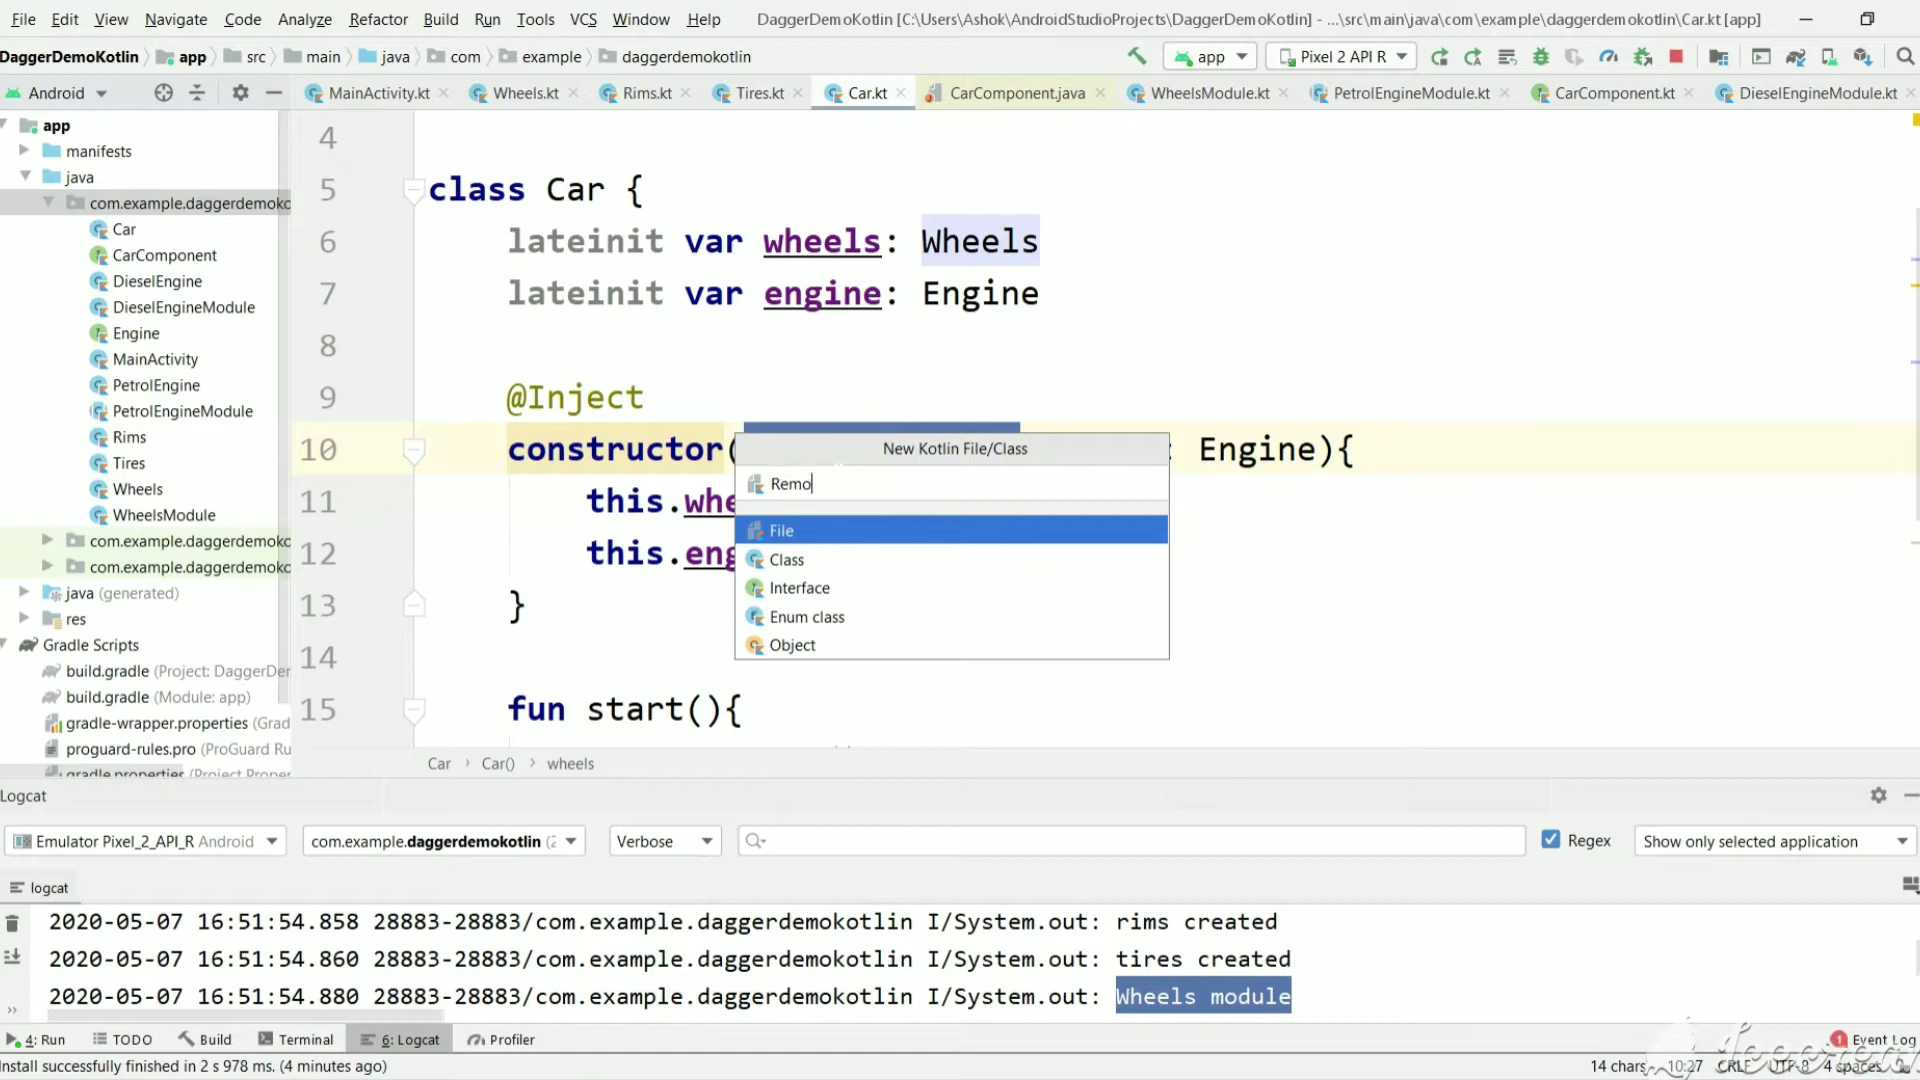 File Edit View Navigate Code Analyze Refactor Build Run Tools VCS Window Help DaggerDemoKotlin [C:\Users\Ashok\AndroidStudioProjects\DaggerDemoKotlin] - ...\src\main\java\com\example\daggerdemokotlin\Car.kt [app]
DaggerDemoKotlin app src main java com example daggerdemokotlin app Pixel 2 API R
Android MainActivity.kt Wheels.kt Rims.kt Tires.kt Car.kt CarComponent.java WheelsModule.kt PetrolEngineModule.kt CarComponent.kt DieselEngineModule.kt
app
manifests
java
com.example.daggerdemoko
Car
CarComponent
DieselEngine
DieselEngineModule
Engine
MainActivity
PetrolEngine
PetrolEngineModule
Rims
Tires
Wheels
WheelsModule
com.example.daggerdemoko
com.example.daggerdemoko
java (generated)
res
Gradle Scripts
build.gradle (Project: DaggerDer
build.gradle (Module: app)
gradle-wrapper.properties (Grad
proguard-rules.pro (ProGuard Ru
gradle.properties (Project Proper
4
5 class Car {
6 lateinit var wheels: Wheels
7 lateinit var engine: Engine
8
9 @Inject
10 constructor( : Engine){
11 this.whe
12 this.eng
13 }
14
15 fun start(){
New Kotlin File/Class
Remo
File
Class
Interface
Enum class
Object
Car › Car() › wheels
Logcat
Emulator Pixel_2_API_R Android com.example.daggerdemokotlin (2 Verbose Regex Show only selected application
logcat
2020-05-07 16:51:54.858 28883-28883/com.example.daggerdemokotlin I/System.out: rims created
2020-05-07 16:51:54.860 28883-28883/com.example.daggerdemokotlin I/System.out: tires created
2020-05-07 16:51:54.880 28883-28883/com.example.daggerdemokotlin I/System.out: Wheels module
4: Run TODO Build Terminal 6: Logcat Profiler 1 Event Log
Install successfully finished in 2 s 978 ms. (4 minutes ago) 14 chars 10:27 CRLF UTF-8 4 spaces